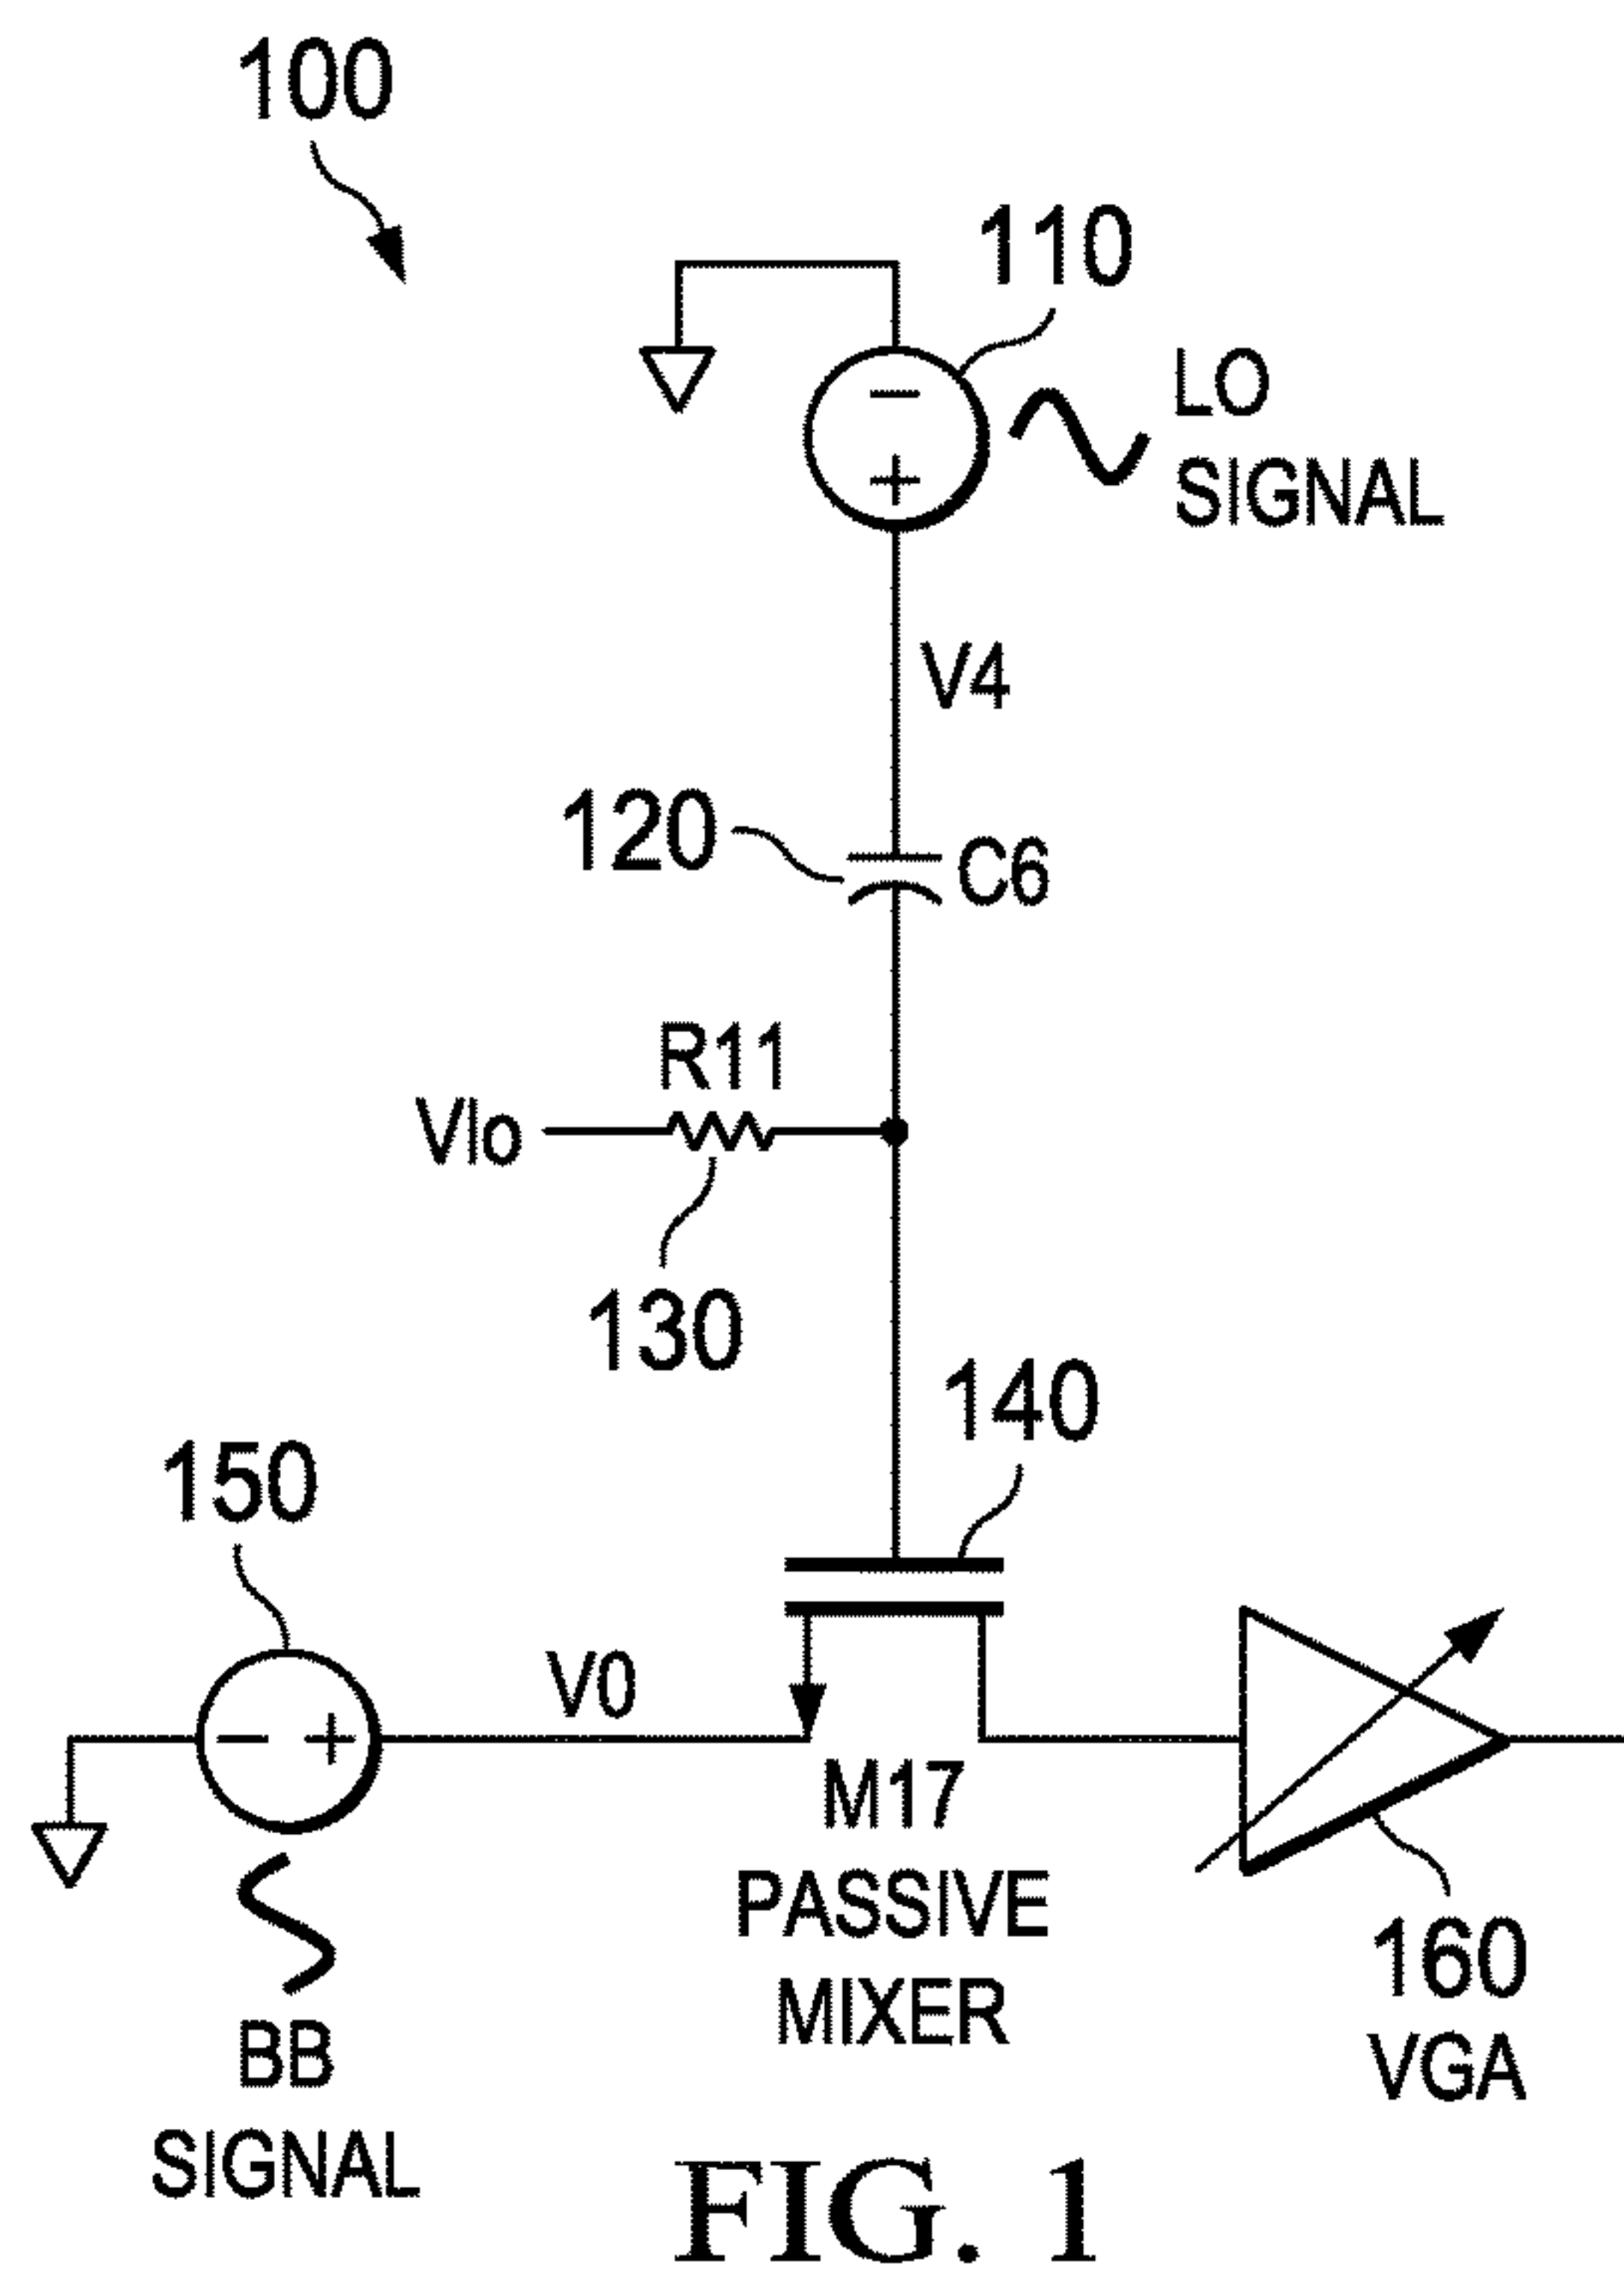 100
110
LO
SIGNAL
V4
120
C6
R11
Vlo
130
140
150
V0
M17
PASSIVE
MIXER
160
VGA
BB
SIGNAL
FIG. 1